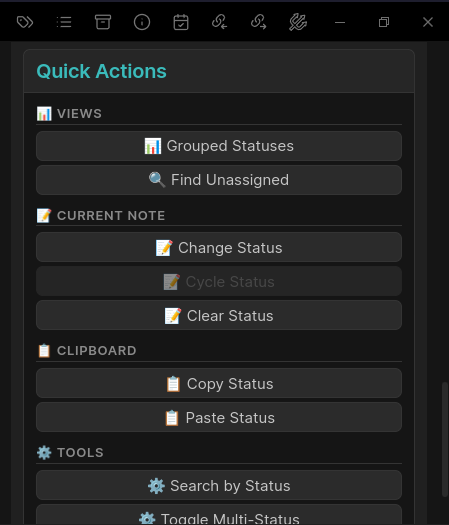 Quick Actions
📊 VIEWS
📊 Grouped Statuses
🔍 Find Unassigned
📝 CURRENT NOTE
📝 Change Status
📝 Cycle Status
📝 Clear Status
📋 CLIPBOARD
📋 Copy Status
📋 Paste Status
⚙️ TOOLS
⚙️ Search by Status
⚙️ Toggle Multi-Status